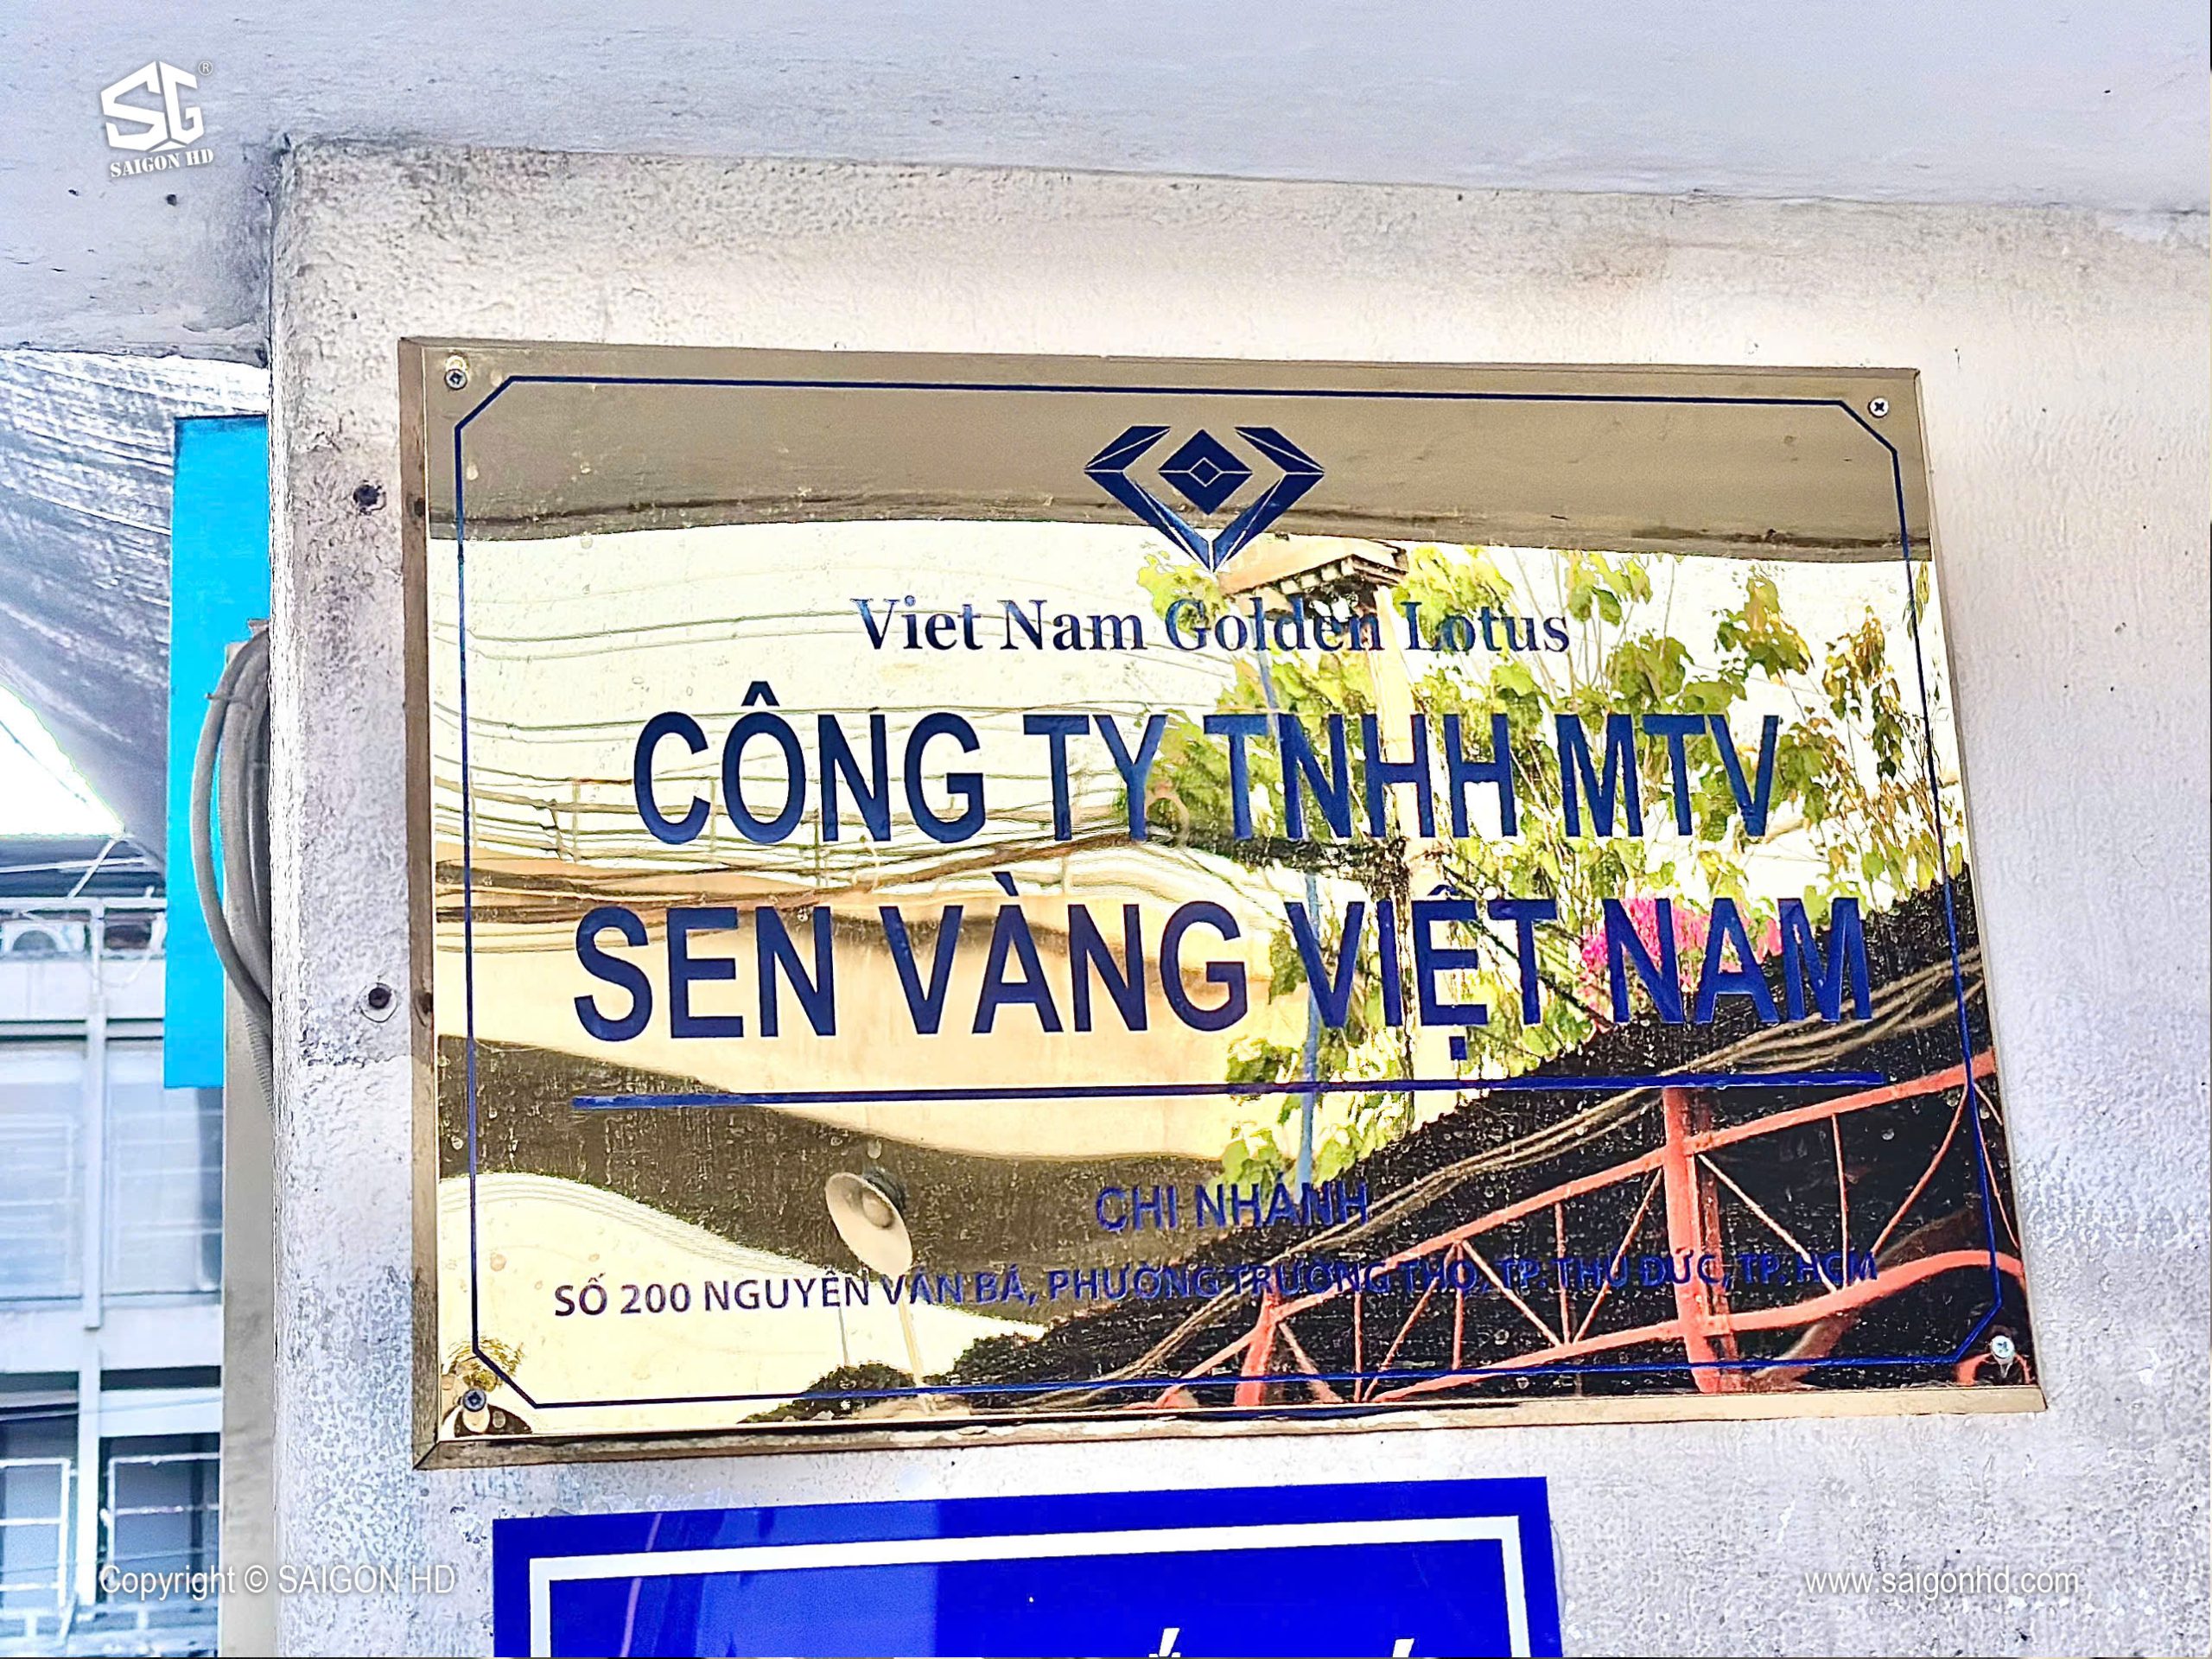 SG®
SAIGON HD
Viet Nam Golden Lotus
CÔNG TY TNHH MTV
SEN VÀNG VIỆT NAM
CHI NHÁNH
SỐ 200 NGUYỄN VĂN BÁ, PHƯỜNG TRƯỜNG THỌ, TP. THỦ ĐỨC, TP. HCM
Copyright © SAIGON HD
www.saigonhd.com